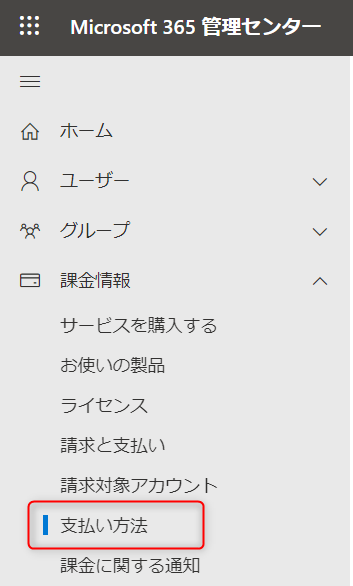 Microsoft 365 管理センター
ホーム
ユーザー
グループ
課金情報
サービスを購入する
お使いの製品
ライセンス
請求と支払い
請求対象アカウント
支払い方法
課金に関する通知